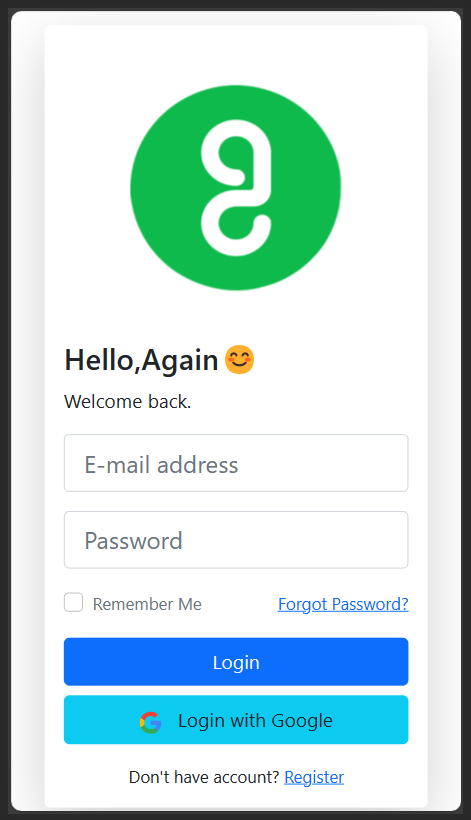 Hello,Again 😊
Welcome back.
E-mail address
Password
Remember Me Forgot Password?
Login
Login with Google
Don't have account? Register